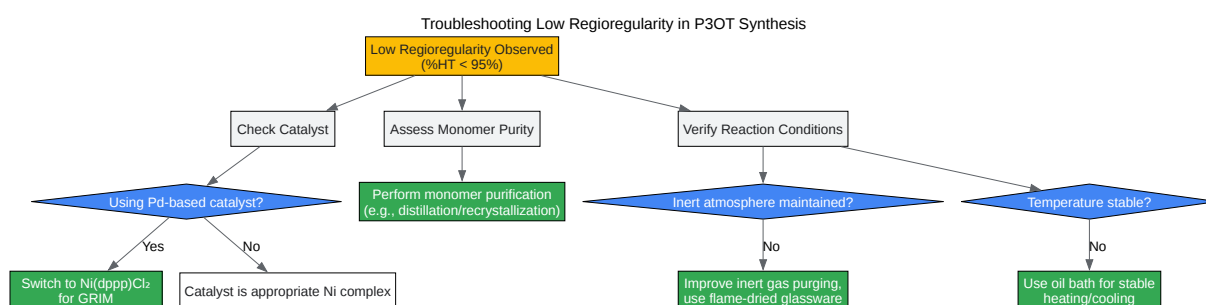 Troubleshooting Low Regioregularity in P3OT Synthesis
Low Regioregularity Observed
(%HT < 95%)
Check Catalyst
Assess Monomer Purity
Verify Reaction Conditions
Using Pd-based catalyst?
Perform monomer purification
(e.g., distillation/recrystallization)
Inert atmosphere maintained?
Temperature stable?
Yes
No
No
No
Switch to Ni(dppp)Cl₂
for GRIM
Catalyst is appropriate Ni complex
Improve inert gas purging,
use flame-dried glassware
Use oil bath for stable
heating/cooling